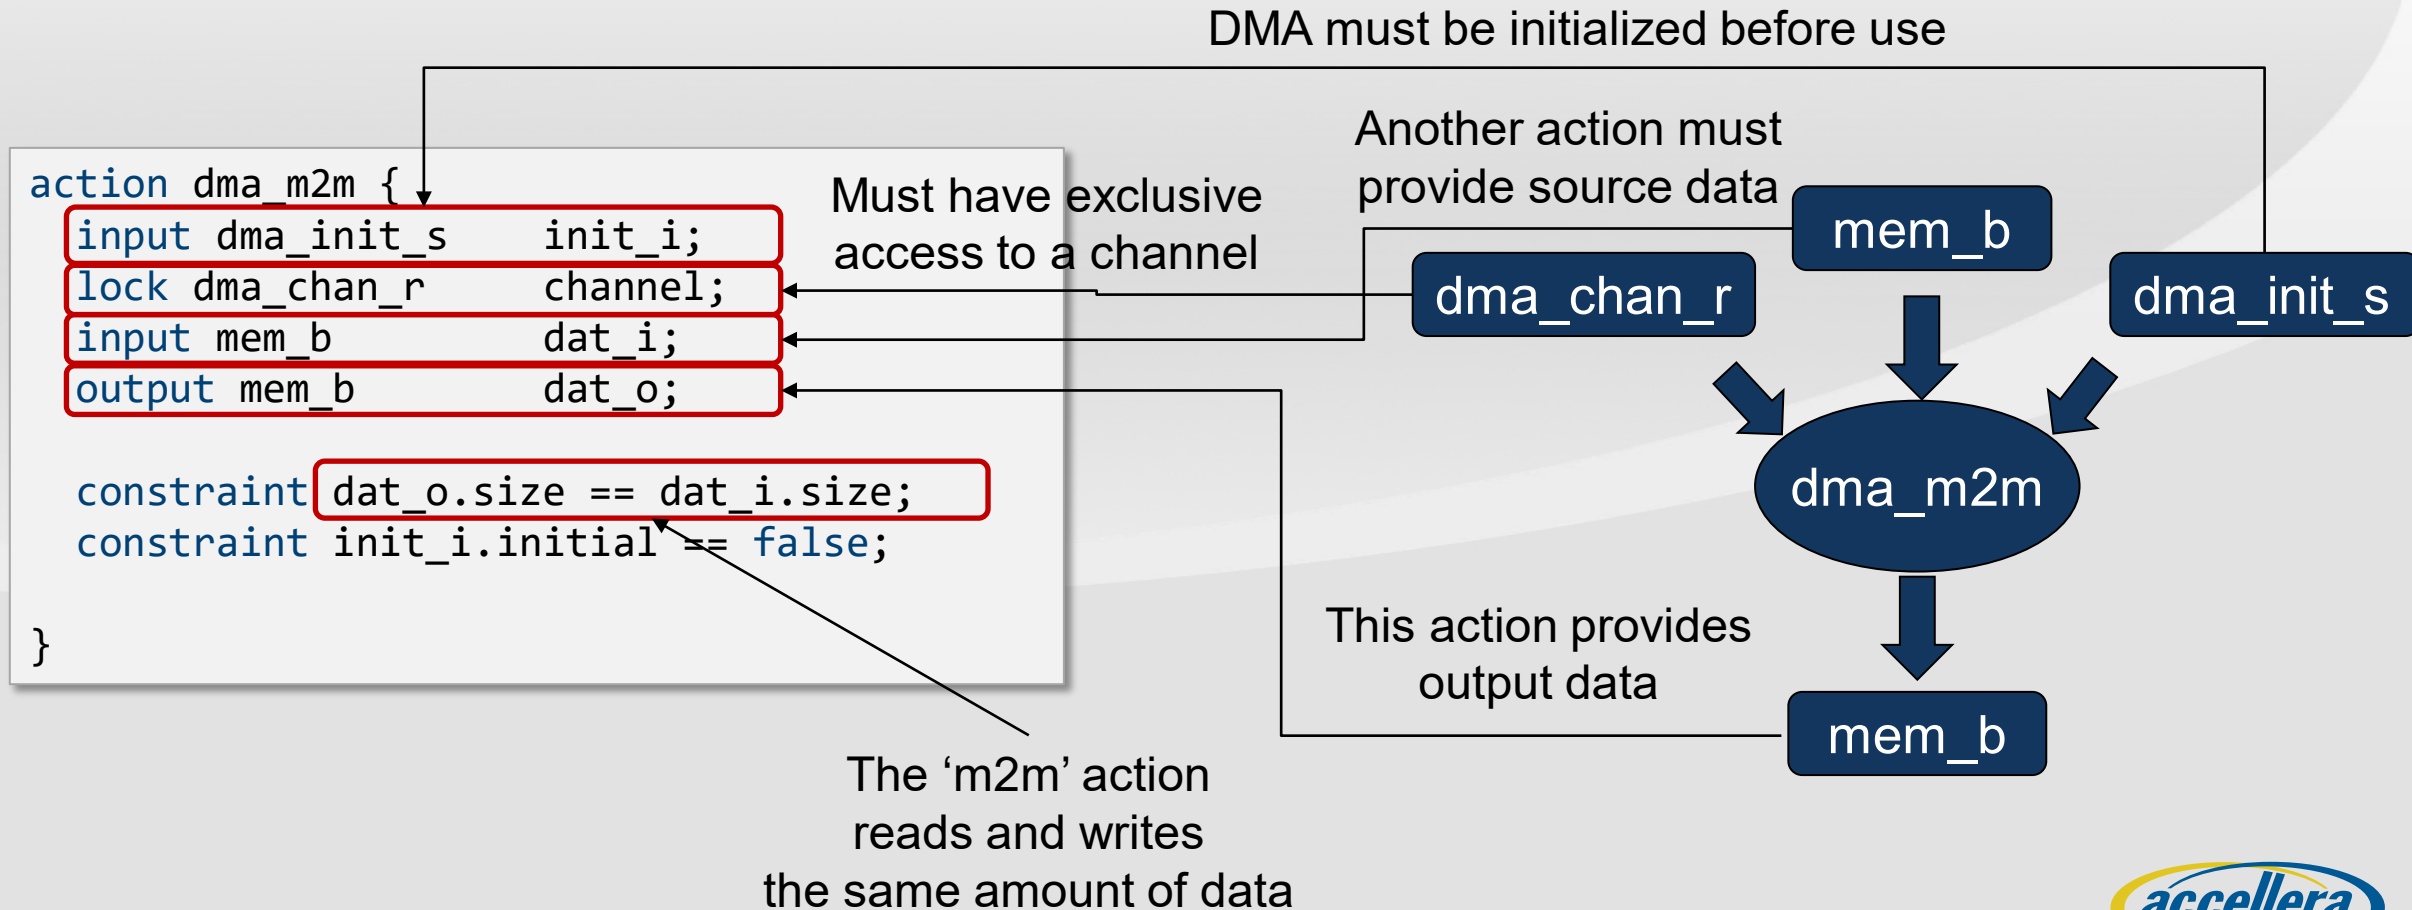 DMA must be initialized before use
Another action must
provide source data
Must have exclusive
access to a channel
action dma_m2m {
input dma_init_s init_i;
lock dma_chan_r channel;
input mem_b dat_i;
output mem_b dat_o;
constraint dat_o.size == dat_i.size;
constraint init_i.initial == false;
}
mem_b
dma_chan_r
dma_init_s
dma_m2m
This action provides
output data
mem_b
The ‘m2m’ action
reads and writes
the same amount of data
accellera